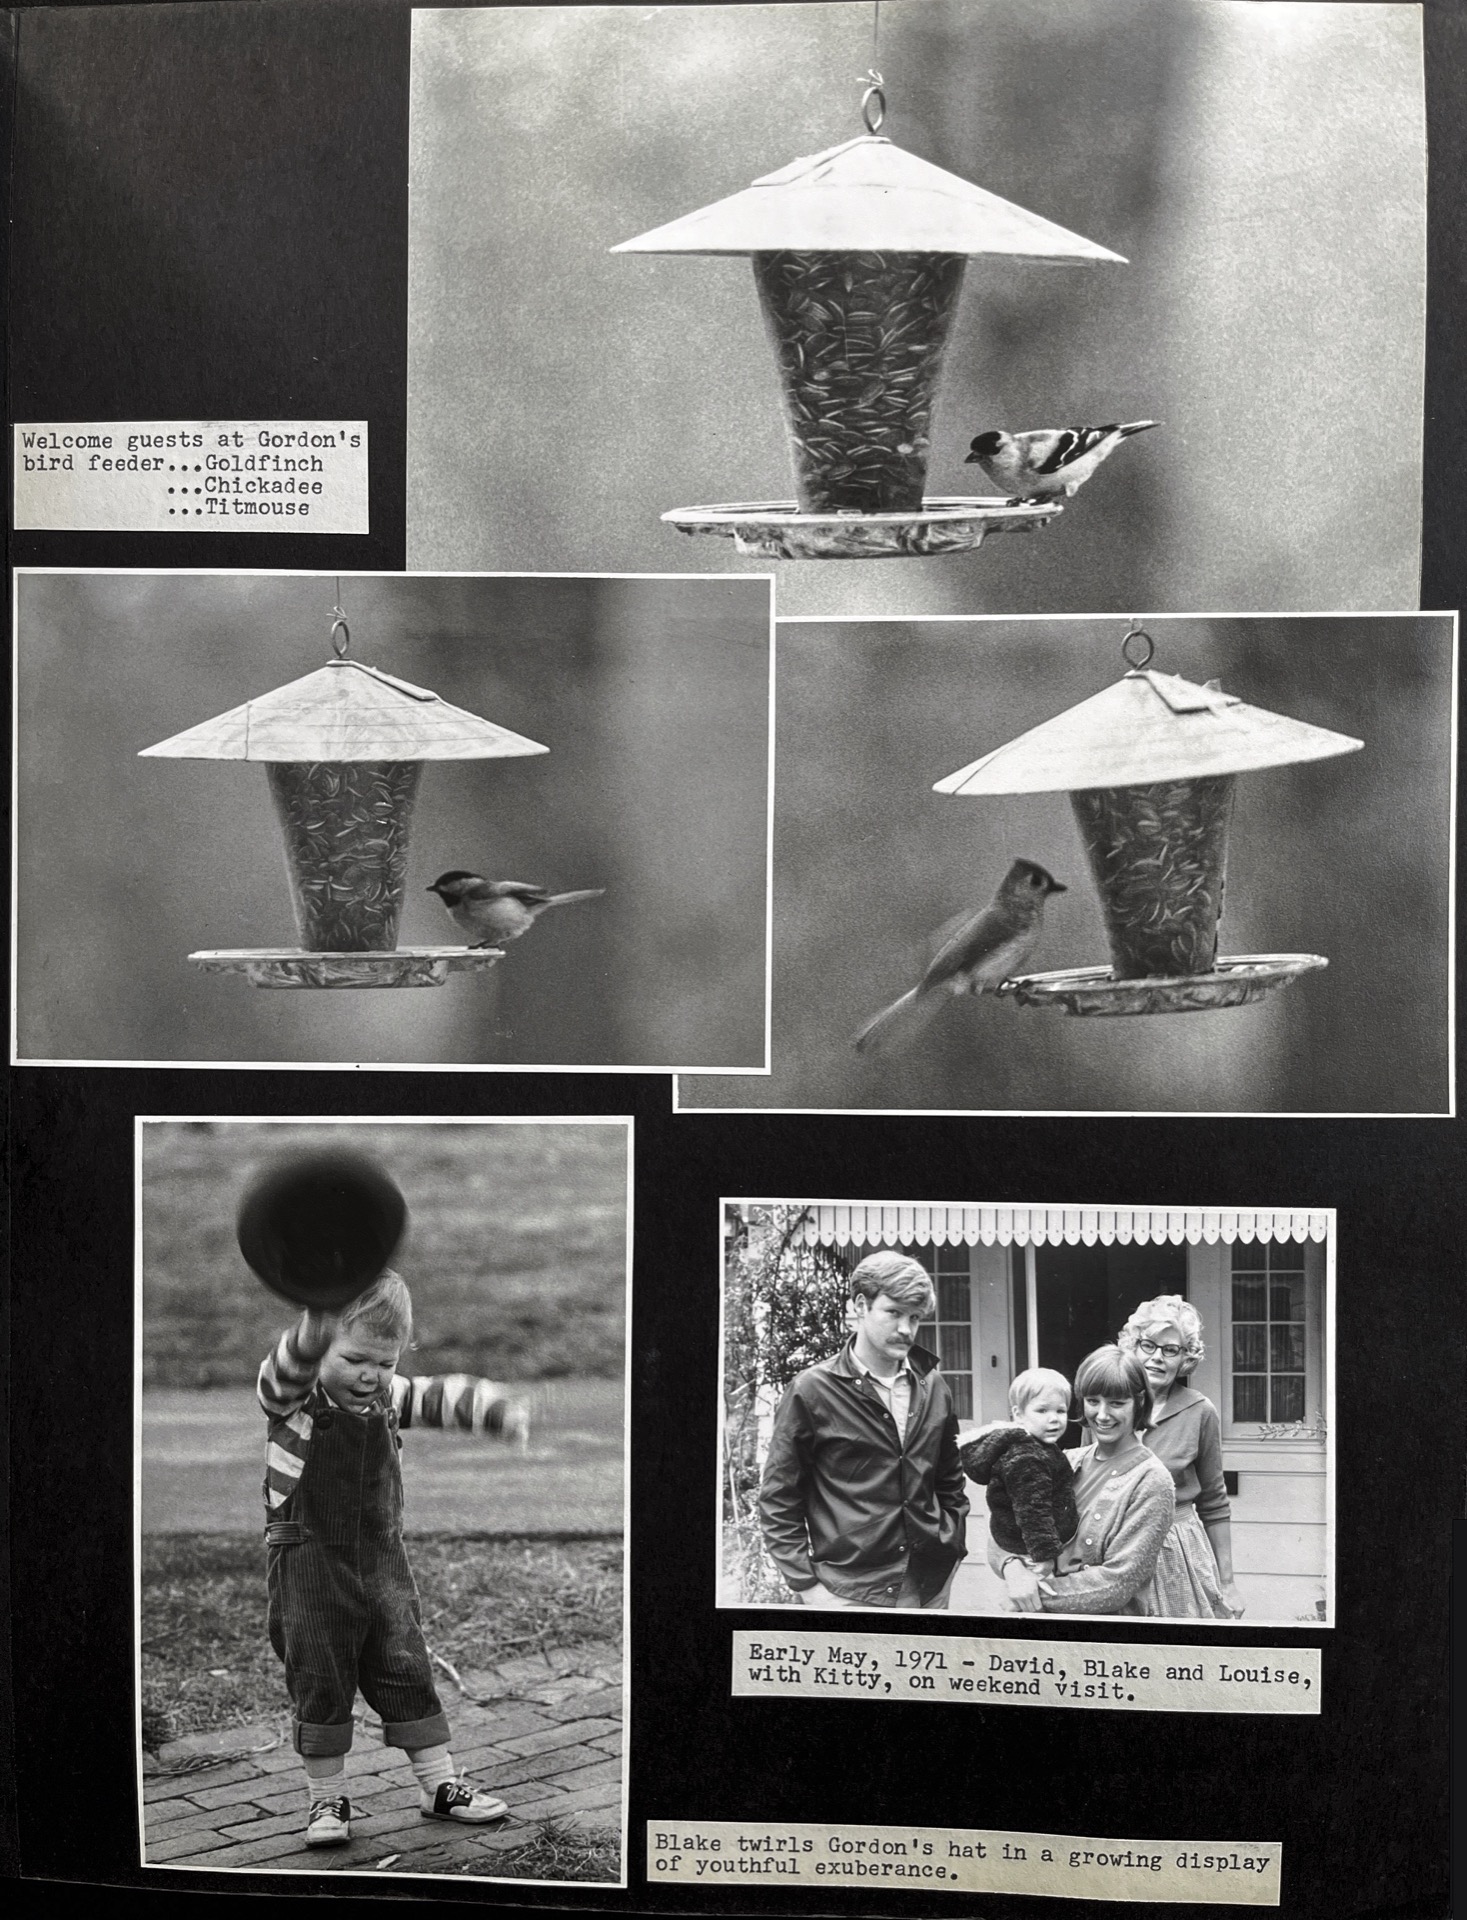 Welcome guests at Gordon's
bird feeder...Goldfinch
...Chickadee
...Titmouse
Early May, 1971 - David, Blake and Louise,
with Kitty, on weekend visit.
Blake twirls Gordon's hat in a growing display
of youthful exuberance.